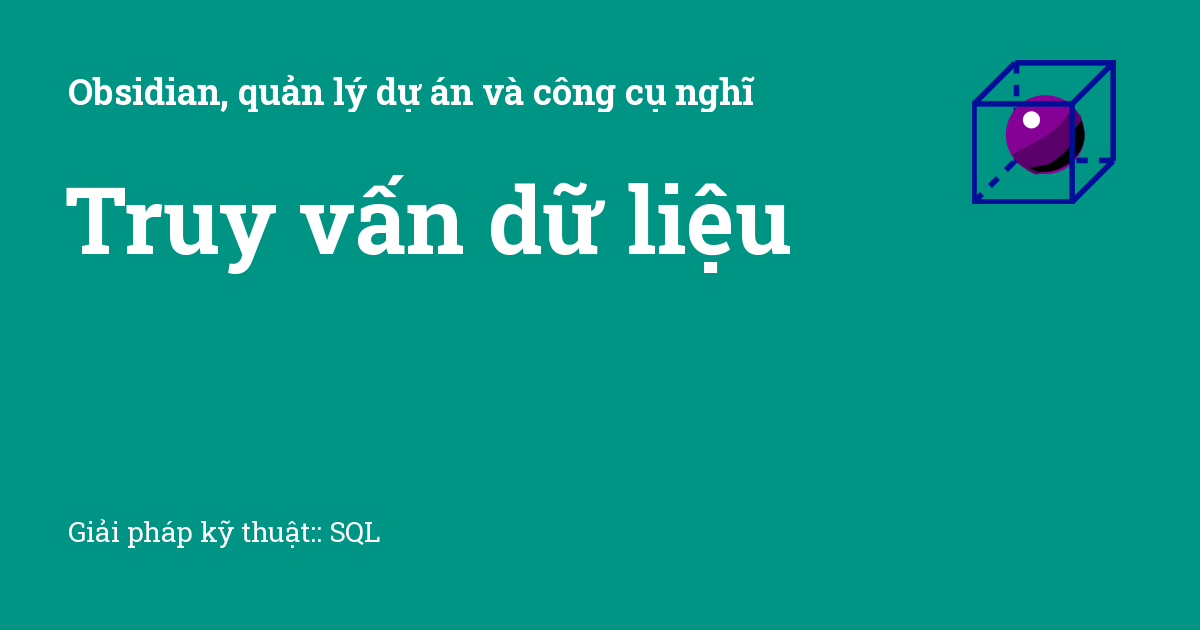 Obsidian, quản lý dự án và công cụ nghĩ
Truy vấn dữ liệu
Giải pháp kỹ thuật:: SQL